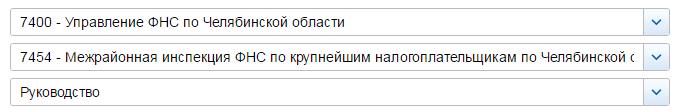 7400 - Управление ФНС по Челябинской области
7454 - Межрайонная инспекция ФНС по крупнейшим налогоплательщикам по Челябинской
Руководство